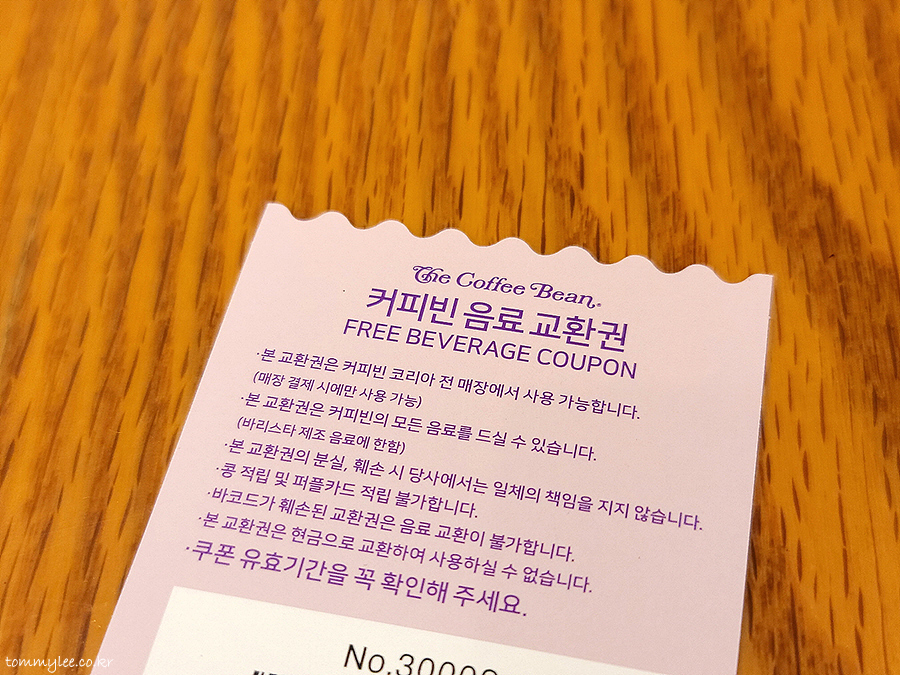 The Coffee Bean®
커피빈 음료 교환권
FREE BEVERAGE COUPON
·본 교환권은 커피빈 코리아 전 매장에서 사용 가능합니다.
(매장 결제 시에만 사용 가능)
·본 교환권은 커피빈의 모든 음료를 드실 수 있습니다.
(바리스타 제조 음료에 한함)
·본 교환권의 분실, 훼손 시 당사에서는 일체의 책임을 지지 않습니다.
·콩 적립 및 퍼플카드 적립 불가합니다.
·바코드가 훼손된 교환권은 음료 교환이 불가합니다.
·본 교환권은 현금으로 교환하여 사용하실 수 없습니다.
·쿠폰 유효기간을 꼭 확인해 주세요.
tommylee.co.kr